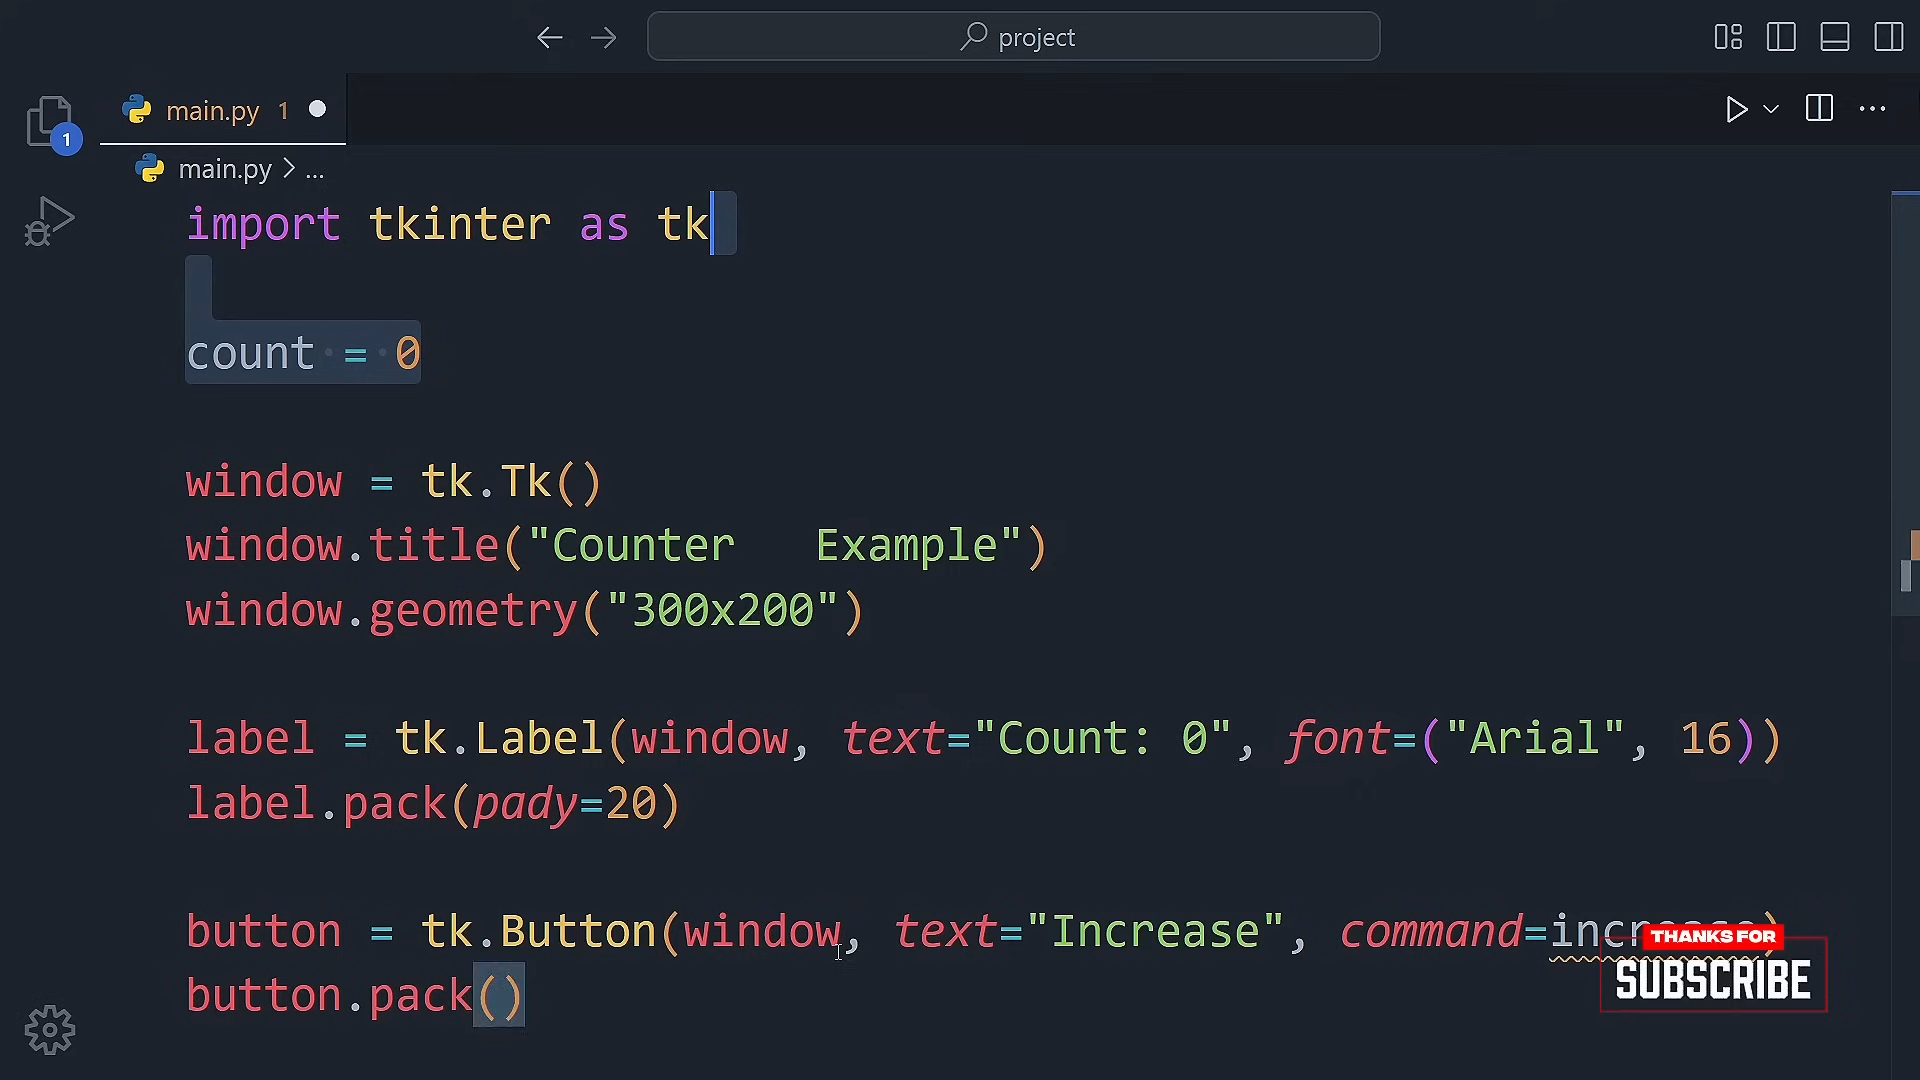 project
main.py 1
1
main.py > ...
import tkinter as tk
count = 0
window = tk.Tk()
window.title("Counter   Example")
window.geometry("300x200")
label = tk.Label(window, text="Count: 0", font=("Arial", 16))
label.pack(pady=20)
button = tk.Button(window, text="Increase", command=increase)
button.pack()
THANKS FOR
SUBSCRIBE